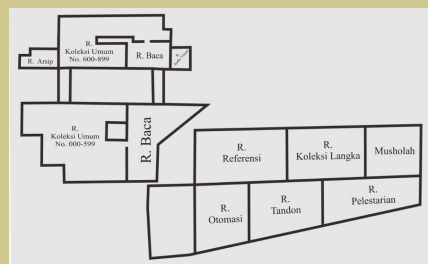 R.
Koleksi Umum
No. 600-899
R. Baca
R. Arsip
R.
Koleksi Umum
No. 000-599
R. Baca
R.
Referensi
R.
Koleksi Langka
Musholah
R.
Otomasi
R.
Tandon
R.
Pelestarian